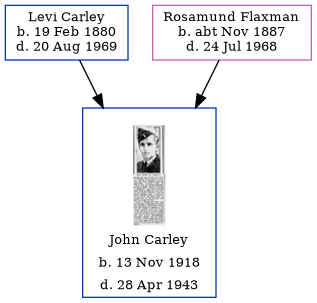 Levi Carley
b. 19 Feb 1880
d. 20 Aug 1969
Rosamund Flaxman
b. abt Nov 1887
d. 24 Jul 1968
John Carley
b. 13 Nov 1918
d. 28 Apr 1943